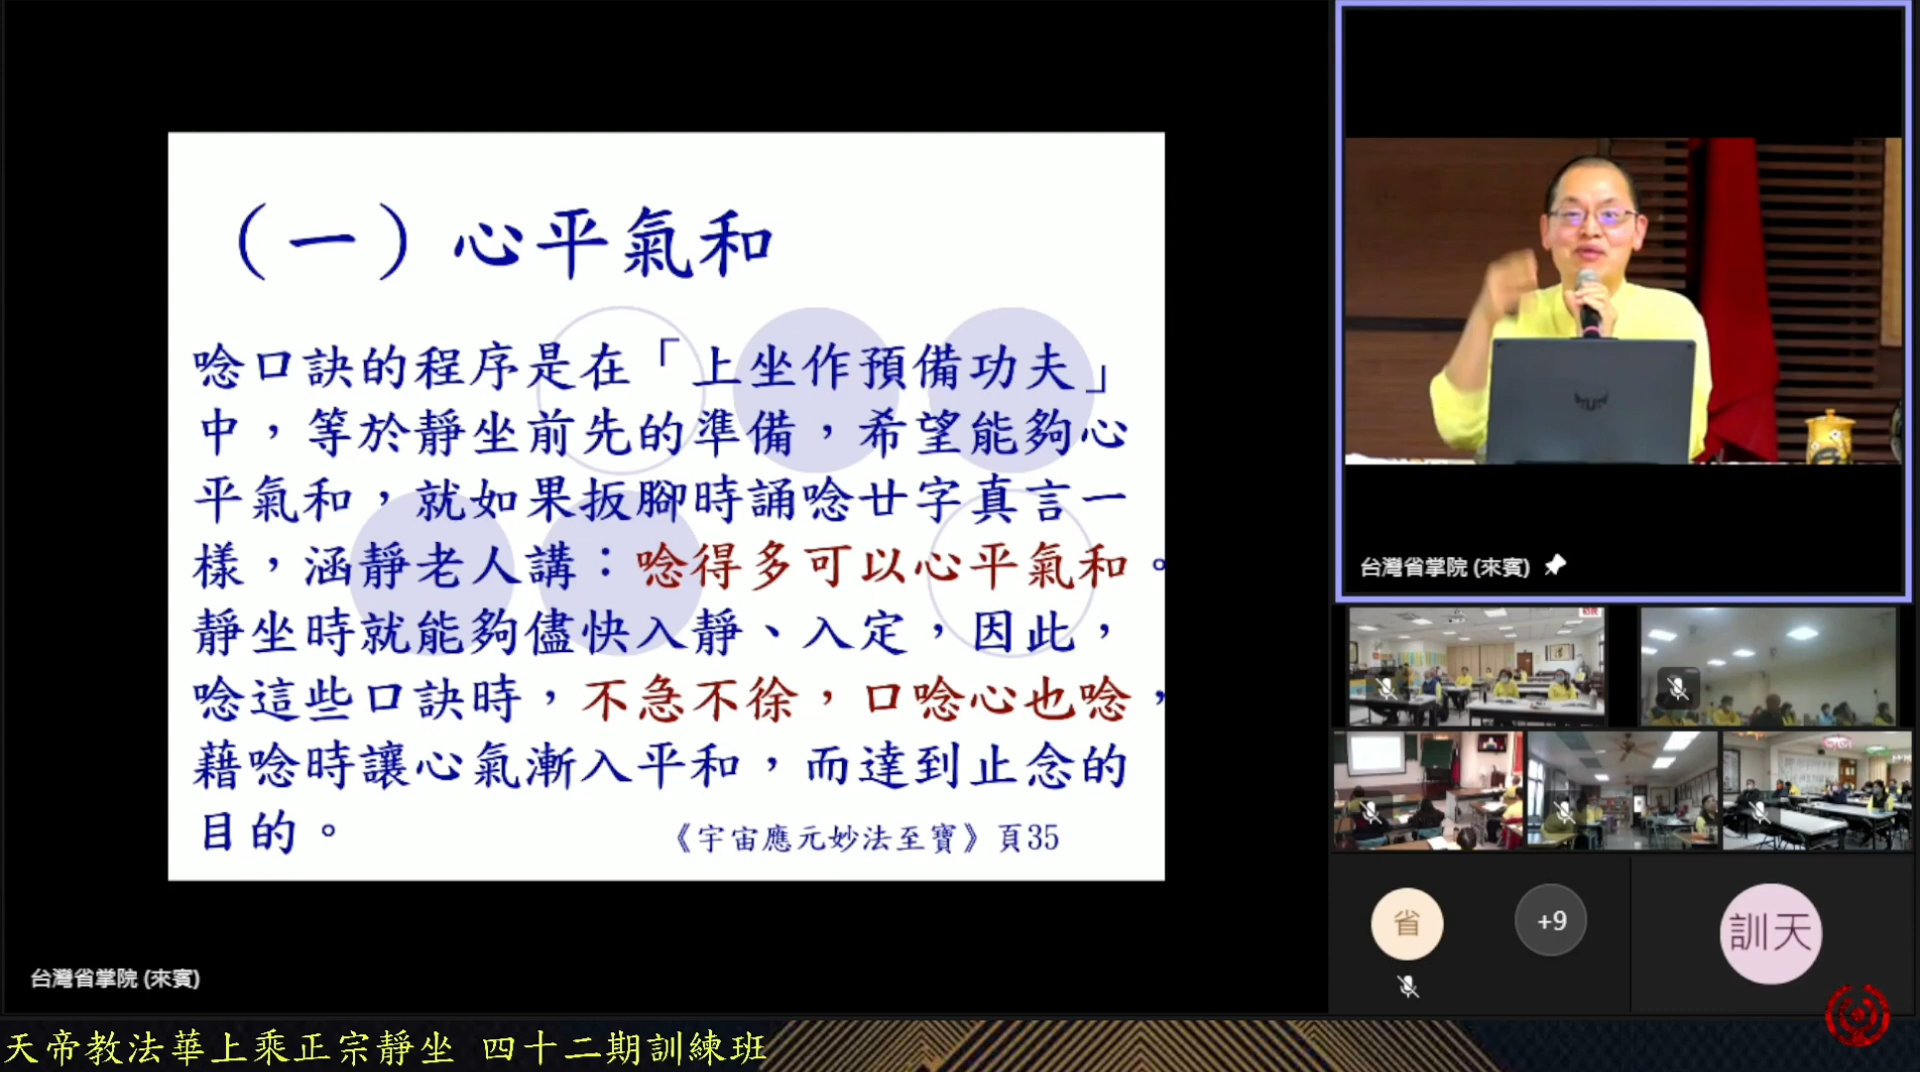 （一）心平氣和
唸口訣的程序是在「上坐作預備功夫」
中，等於靜坐前先的準備，希望能夠心
平氣和，就如果扳腳時誦唸廿字真言一
樣，涵靜老人講：唸得多可以心平氣和。
靜坐時就能夠儘快入靜、入定，因此，
唸這些口訣時，不急不徐，口唸心也唸，
藉唸時讓心氣漸入平和，而達到止念的
目的。
《宇宙應元妙法至寶》頁35
台灣省掌院 (來賓)
台灣省掌院 (來賓)
省
+9
訓天
天帝教法華上乘正宗靜坐 四十二期訓練班